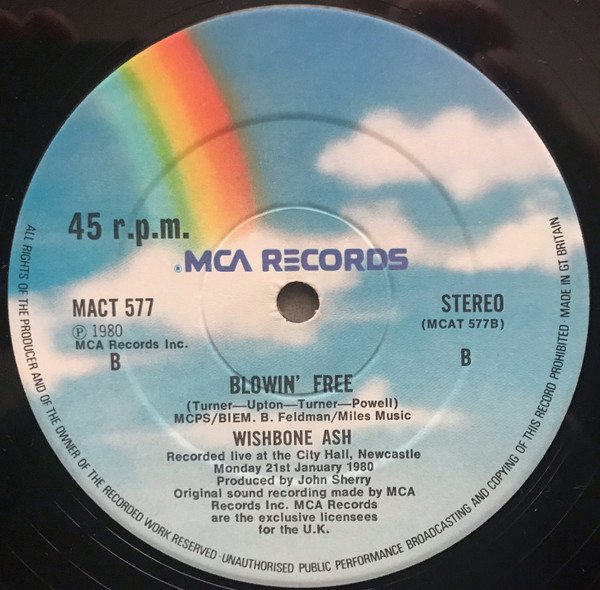 45 r.p.m.
®MCA RECORDS
MACT 577
℗ 1980
MCA Records Inc.
B
STEREO
(MCAT 577B)
B
BLOWIN' FREE
(Turner—Upton—Turner—Powell)
MCPS/BIEM. B. Feldman/Miles Music
WISHBONE ASH
Recorded live at the City Hall, Newcastle
Monday 21st January 1980
Produced by John Sherry
Original sound recording made by MCA
Records Inc. MCA Records
are the exclusive licensees
for the U.K.
ALL RIGHTS OF THE PRODUCER AND OF THE OWNER OF THE RECORDED WORK RESERVED · UNAUTHORISED PUBLIC PERFORMANCE BROADCASTING AND COPYING OF THIS RECORD PROHIBITED MADE IN GT BRITAIN